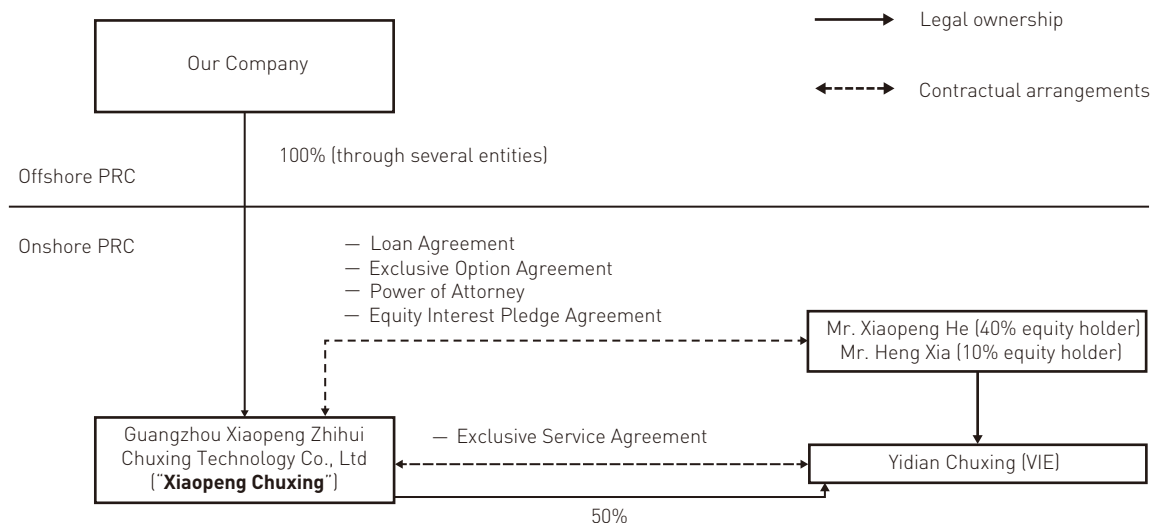 Our Company
Legal ownership
Contractual arrangements
100% (through several entities)
Offshore PRC
Onshore PRC
— Loan Agreement
— Exclusive Option Agreement
— Power of Attorney
— Equity Interest Pledge Agreement
Mr. Xiaopeng He (40% equity holder)
Mr. Heng Xia (10% equity holder)
Guangzhou Xiaopeng Zhihui
Chuxing Technology Co., Ltd
("Xiaopeng Chuxing")
— Exclusive Service Agreement
Yidian Chuxing (VIE)
50%